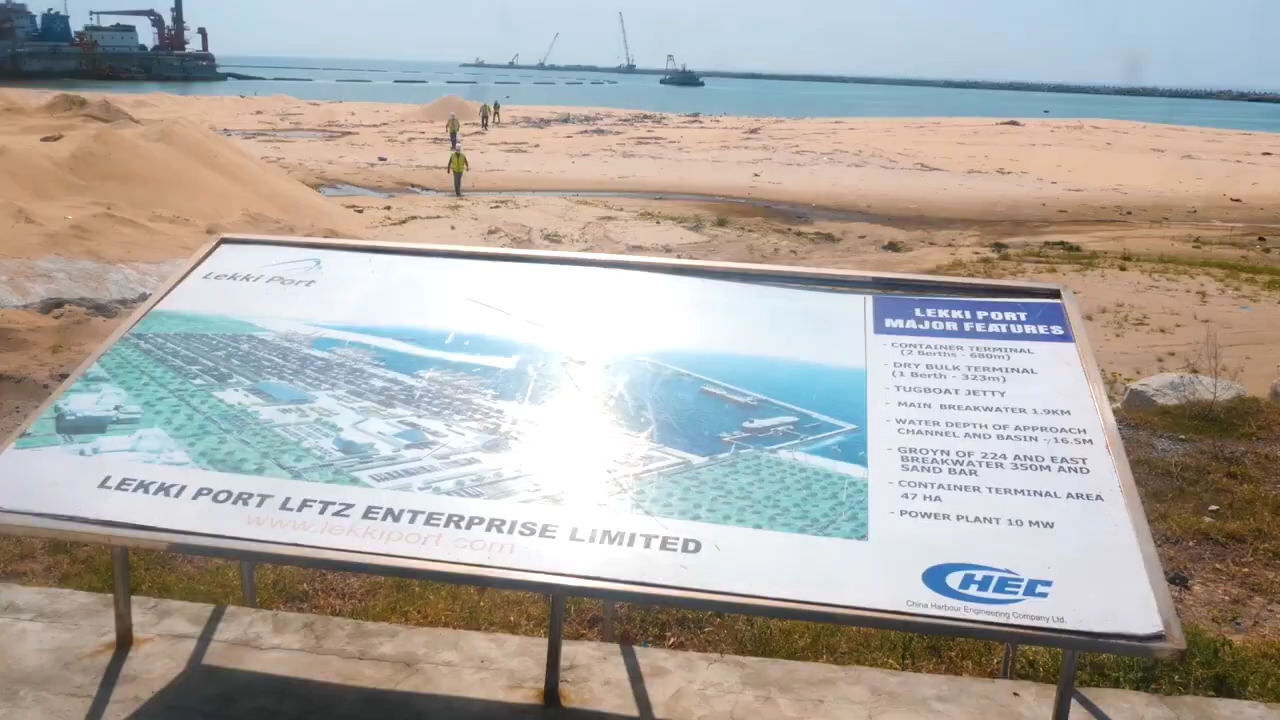 Lekki Port
LEKKI PORT
MAJOR FEATURES
- CONTAINER TERMINAL
(2 Berths - 680m)
- DRY BULK TERMINAL
(1 Berth - 323m)
- TUGBOAT JETTY
- MAIN BREAKWATER 1.9KM
- WATER DEPTH OF APPROACH
CHANNEL AND BASIN -16.5M
- GROYN OF 224 AND EAST
BREAKWATER 350M AND
SAND BAR
- CONTAINER TERMINAL AREA
47 HA
- POWER PLANT 10 MW
LEKKI PORT LFTZ ENTERPRISE LIMITED
www.lekkiport.com
CHEC
China Harbour Engineering Company Ltd.